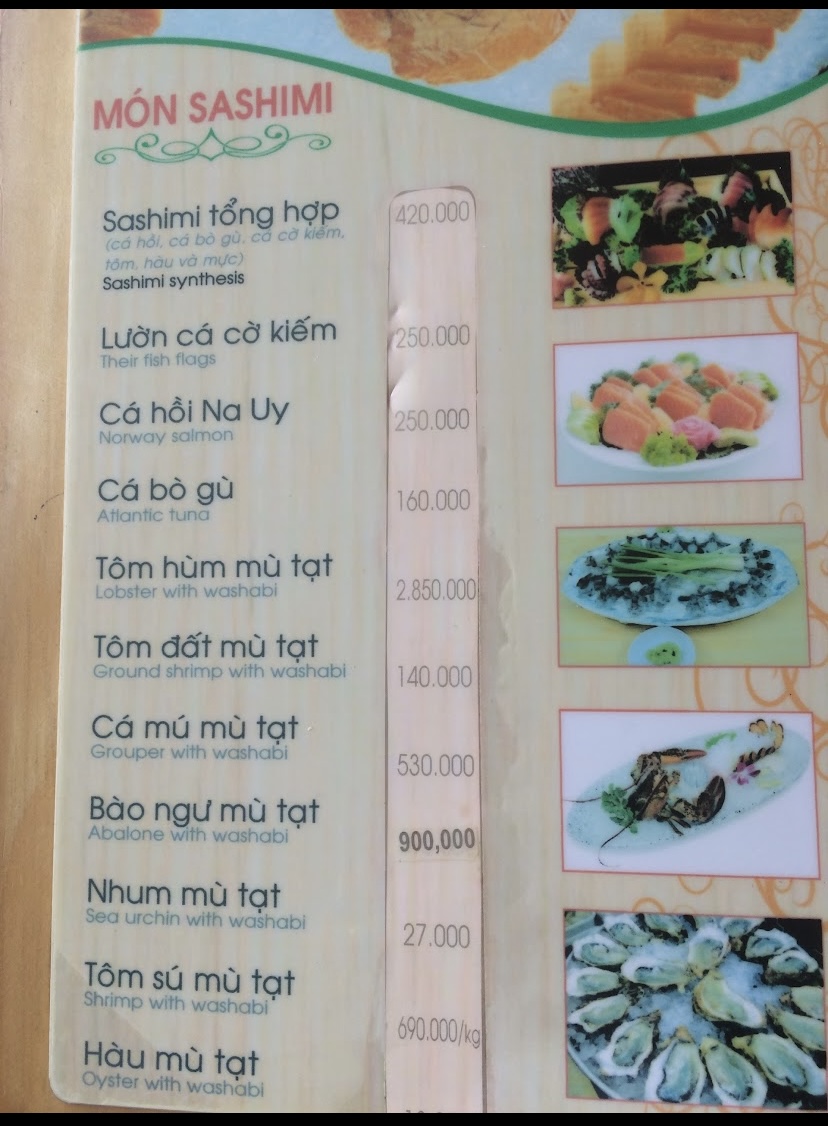 MÓN SASHIMI
Sashimi tổng hợp
420.000
(cá hồi, cá bò gù, cá cờ kiếm,
tôm, hàu và mực)
Sashimi synthesis
Lườn cá cờ kiếm
250.000
Their fish flags
Cá hồi Na Uy
250.000
Norway salmon
Cá bò gù
160.000
Atlantic tuna
Tôm hùm mù tạt
2.850.000
Lobster with washabi
Tôm đất mù tạt
140.000
Ground shrimp with washabi
Cá mú mù tạt
530.000
Grouper with washabi
Bào ngư mù tạt
900,000
Abalone with washabi
Nhum mù tạt
27.000
Sea urchin with washabi
Tôm sú mù tạt
690.000/kg
Shrimp with washabi
Hàu mù tạt
Oyster with washabi